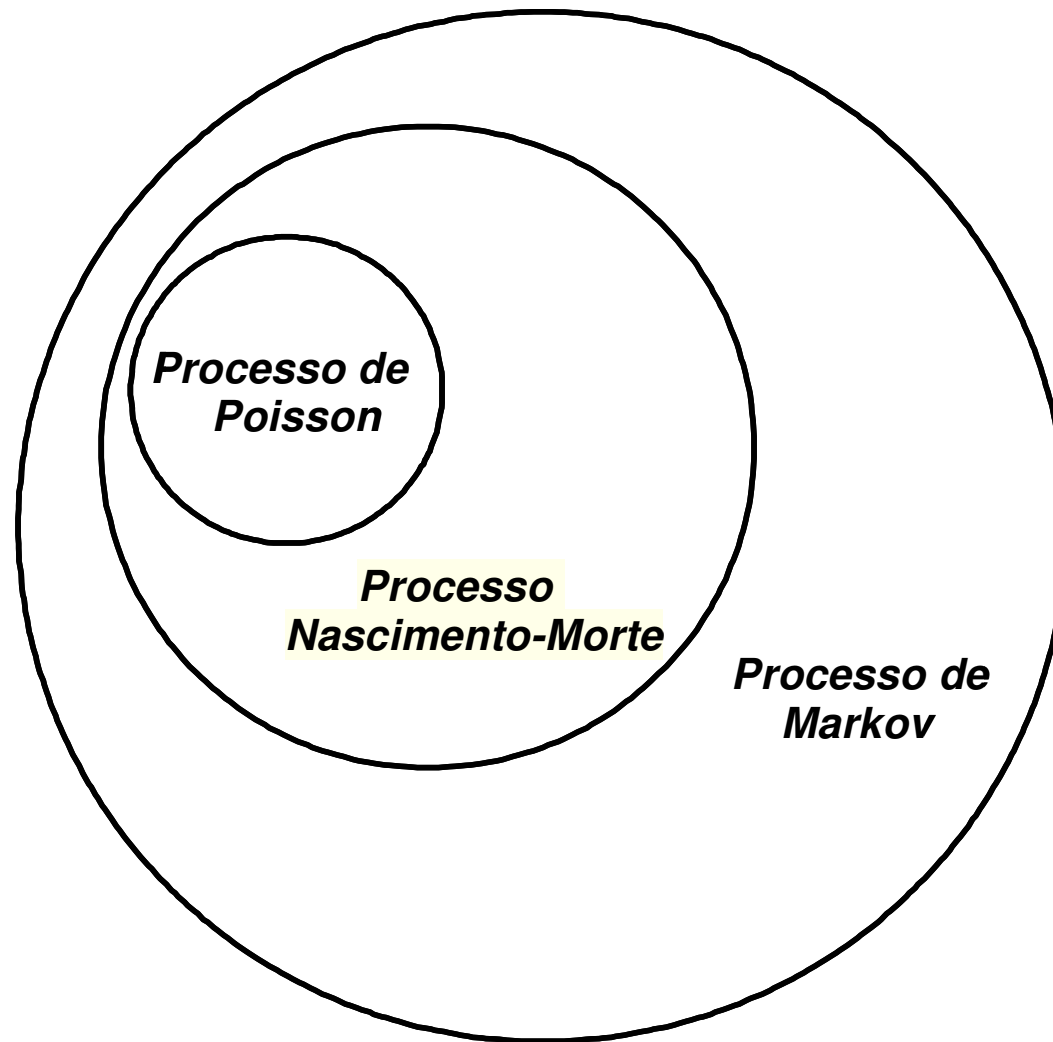 Processo de
Poisson
Processo
Nascimento-Morte
Processo de
Markov